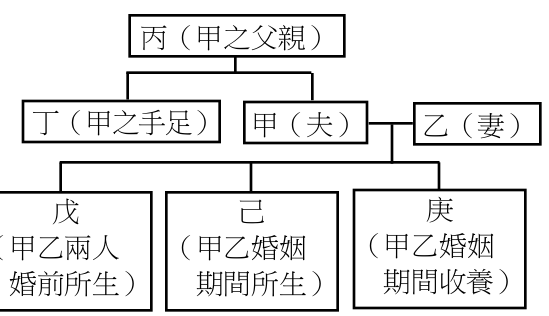 丙（甲之父親）
丁（甲之手足）
甲（夫）
乙（妻）
戊
（甲乙兩人
婚前所生）
己
（甲乙婚姻
期間所生）
庚
（甲乙婚姻
期間收養）